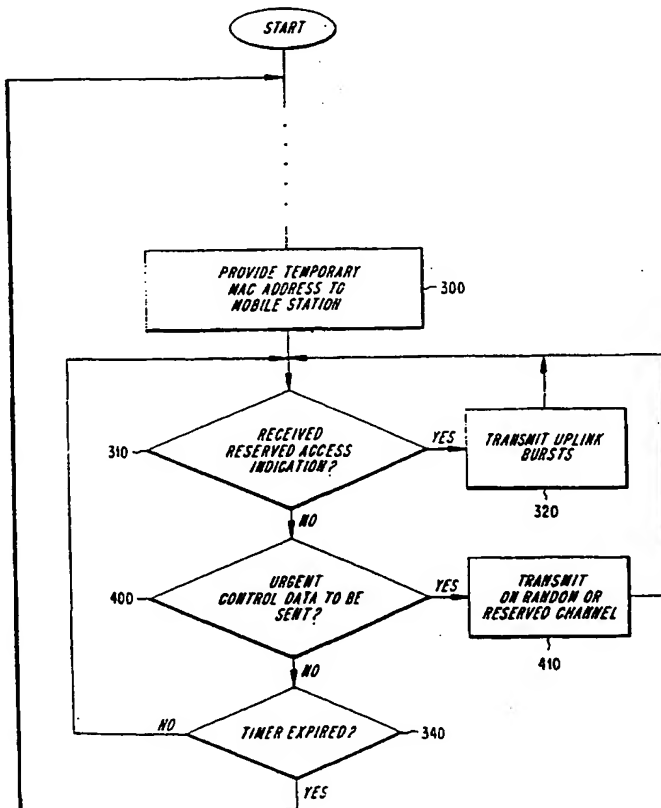 START
PROVIDE TEMPORARY
MAC ADDRESS TO
MOBILE STATION
300
310
RECEIVED
RESERVED ACCESS
INDICATION?
YES
TRANSMIT UPLINK
BURSTS
320
NO
400
URGENT
CONTROL DATA TO BE
SENT?
YES
TRANSMIT
ON RANDOM OR
RESERVED CHANNEL
410
NO
NO
TIMER EXPIRED?
340
YES